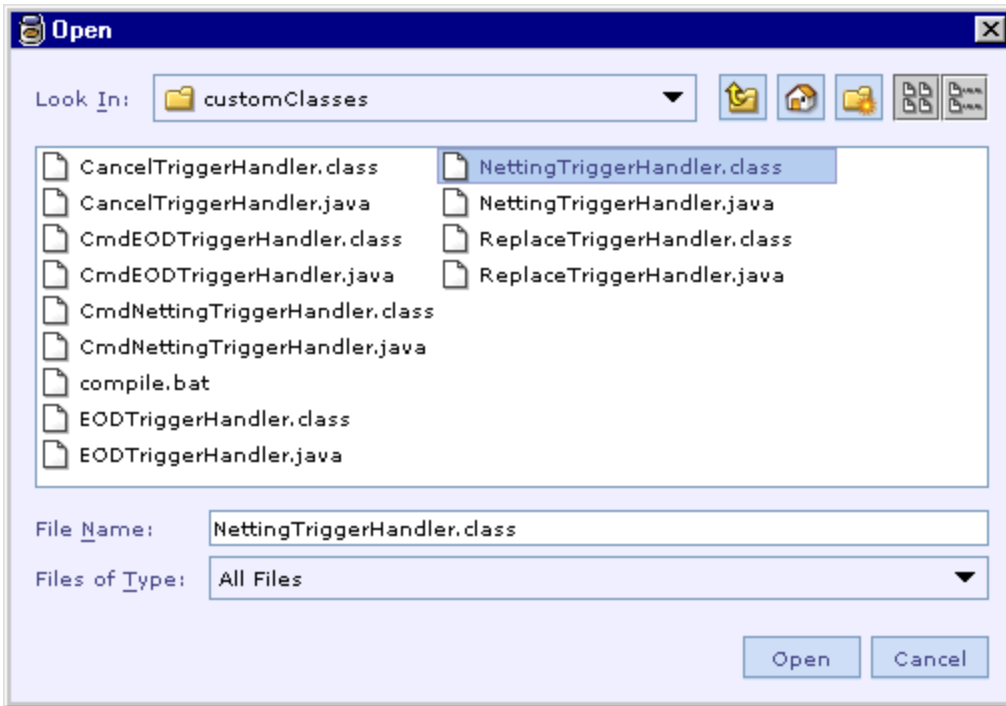 Open
Look In: customClasses
CancelTriggerHandler.class
CancelTriggerHandler.java
CmdEODTriggerHandler.class
CmdEODTriggerHandler.java
CmdNettingTriggerHandler.class
CmdNettingTriggerHandler.java
compile.bat
EODTriggerHandler.class
EODTriggerHandler.java
NettingTriggerHandler.class
NettingTriggerHandler.java
ReplaceTriggerHandler.class
ReplaceTriggerHandler.java
File Name: NettingTriggerHandler.class
Files of Type: All Files
Open Cancel